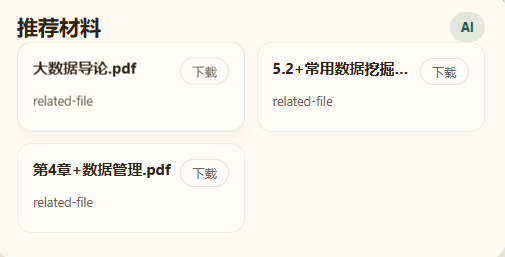 推荐材料
AI
大数据导论.pdf
下载
related-file
5.2+常用数据挖掘...
下载
related-file
第4章+数据管理.pdf
下载
related-file